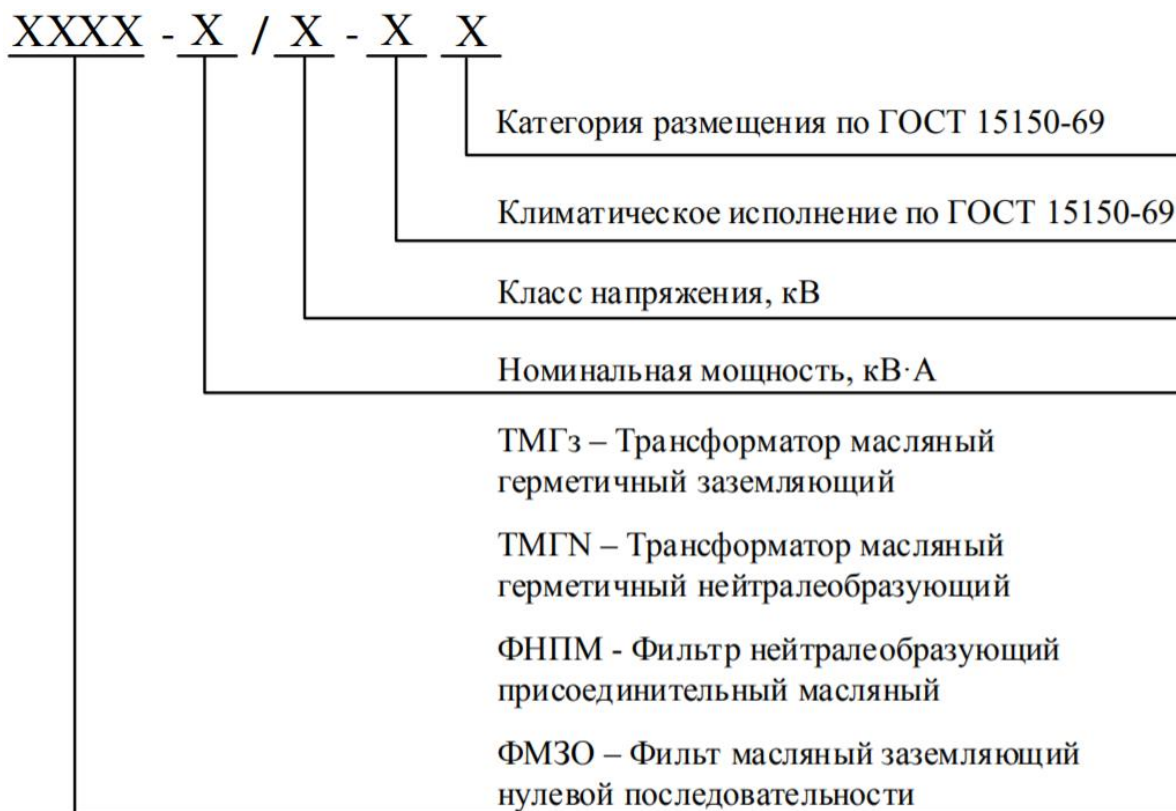 XXXX - X / X - X X
Категория размещения по ГОСТ 15150-69
Климатическое исполнение по ГОСТ 15150-69
Класс напряжения, кВ
Номинальная мощность, кВ·А
ТМГз – Трансформатор масляный
герметичный заземляющий
ТМГN – Трансформатор масляный
герметичный нейтралеобразующий
ФНПМ - Фильтр нейтралеобразующий
присоединительный масляный
ФМЗО – Фильт масляный заземляющий
нулевой последовательности